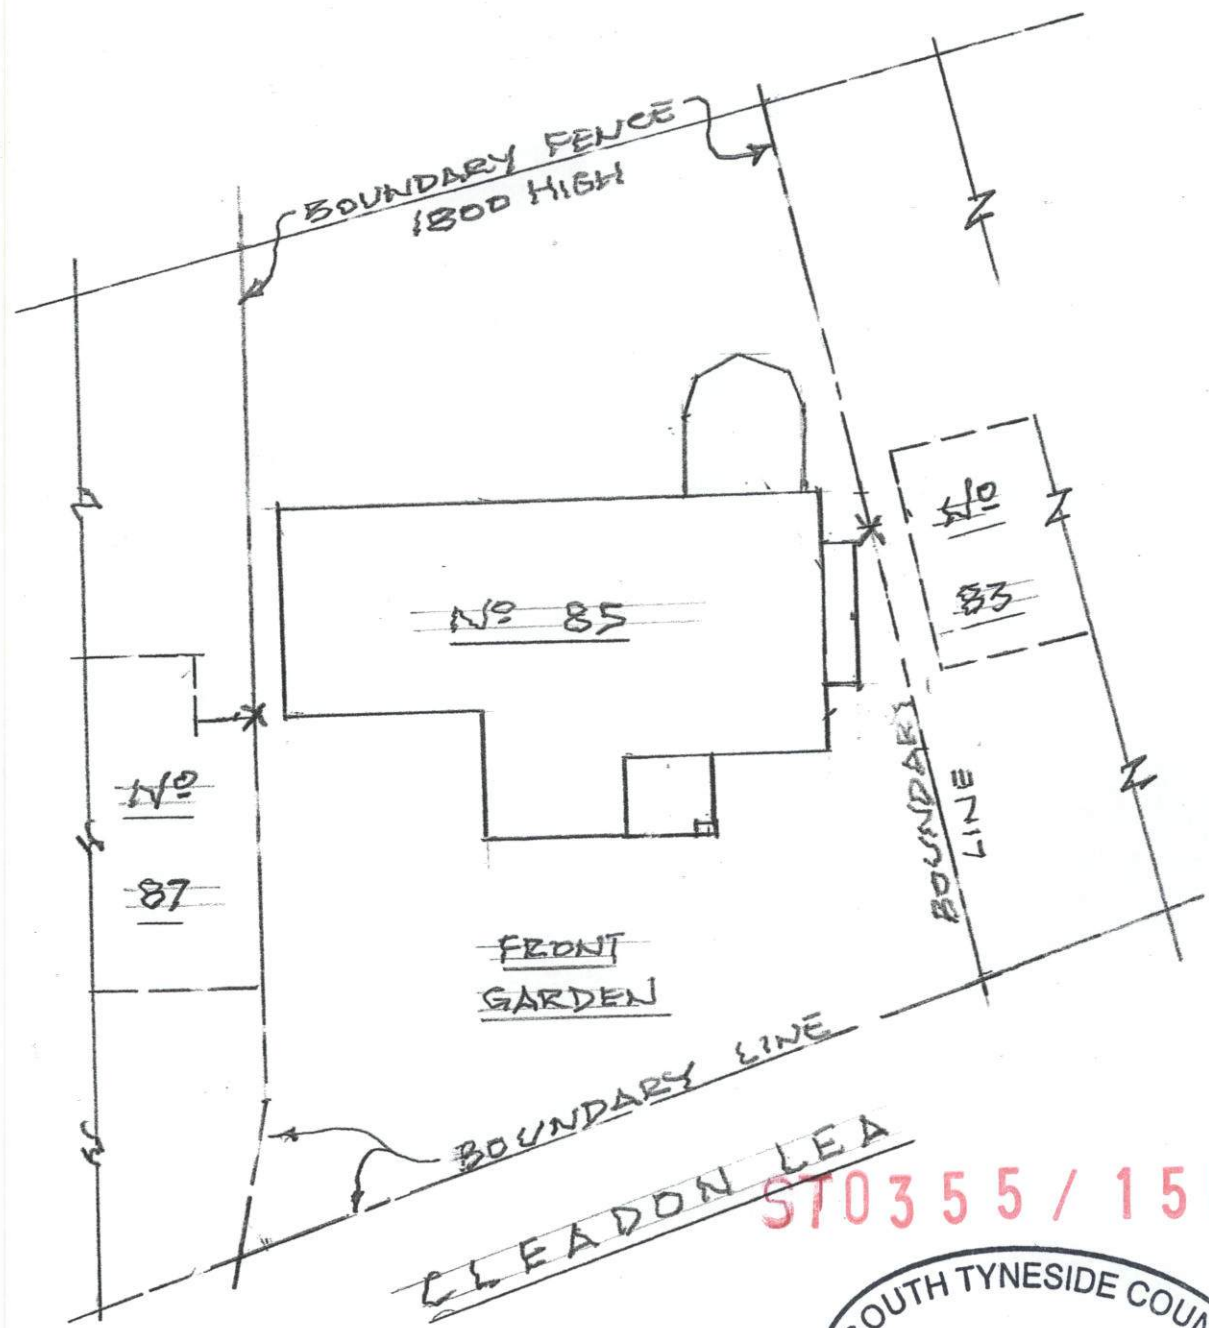 BOUNDARY FENCE
1800 HIGH
Nº
83
Nº 85
Nº
87
BOUNDARY
LINE
FRONT
GARDEN
BOUNDARY LINE
CLEADON LEA
ST0355/15
SOUTH TYNESIDE COUN